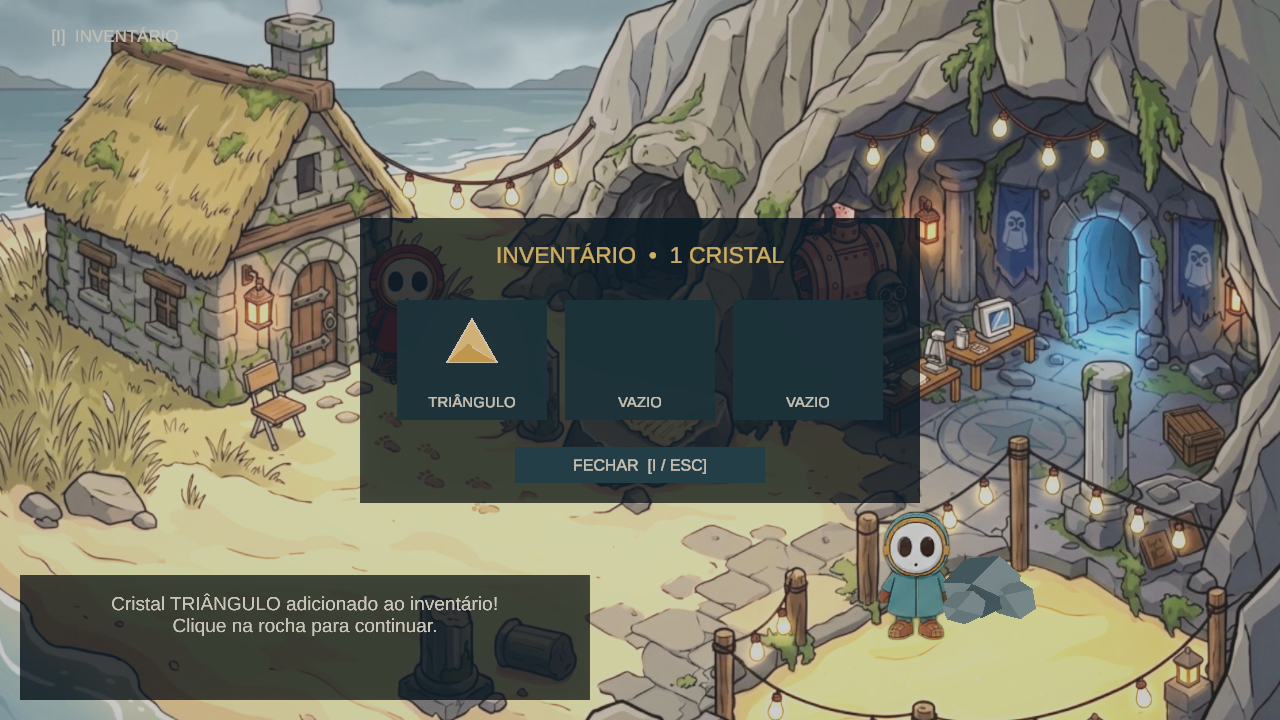 [I] INVENTÁRIO
INVENTÁRIO • 1 CRISTAL
TRIÂNGULO
VAZIO
VAZIO
FECHAR [I / ESC]
Cristal TRIÂNGULO adicionado ao inventário!
Clique na rocha para continuar.